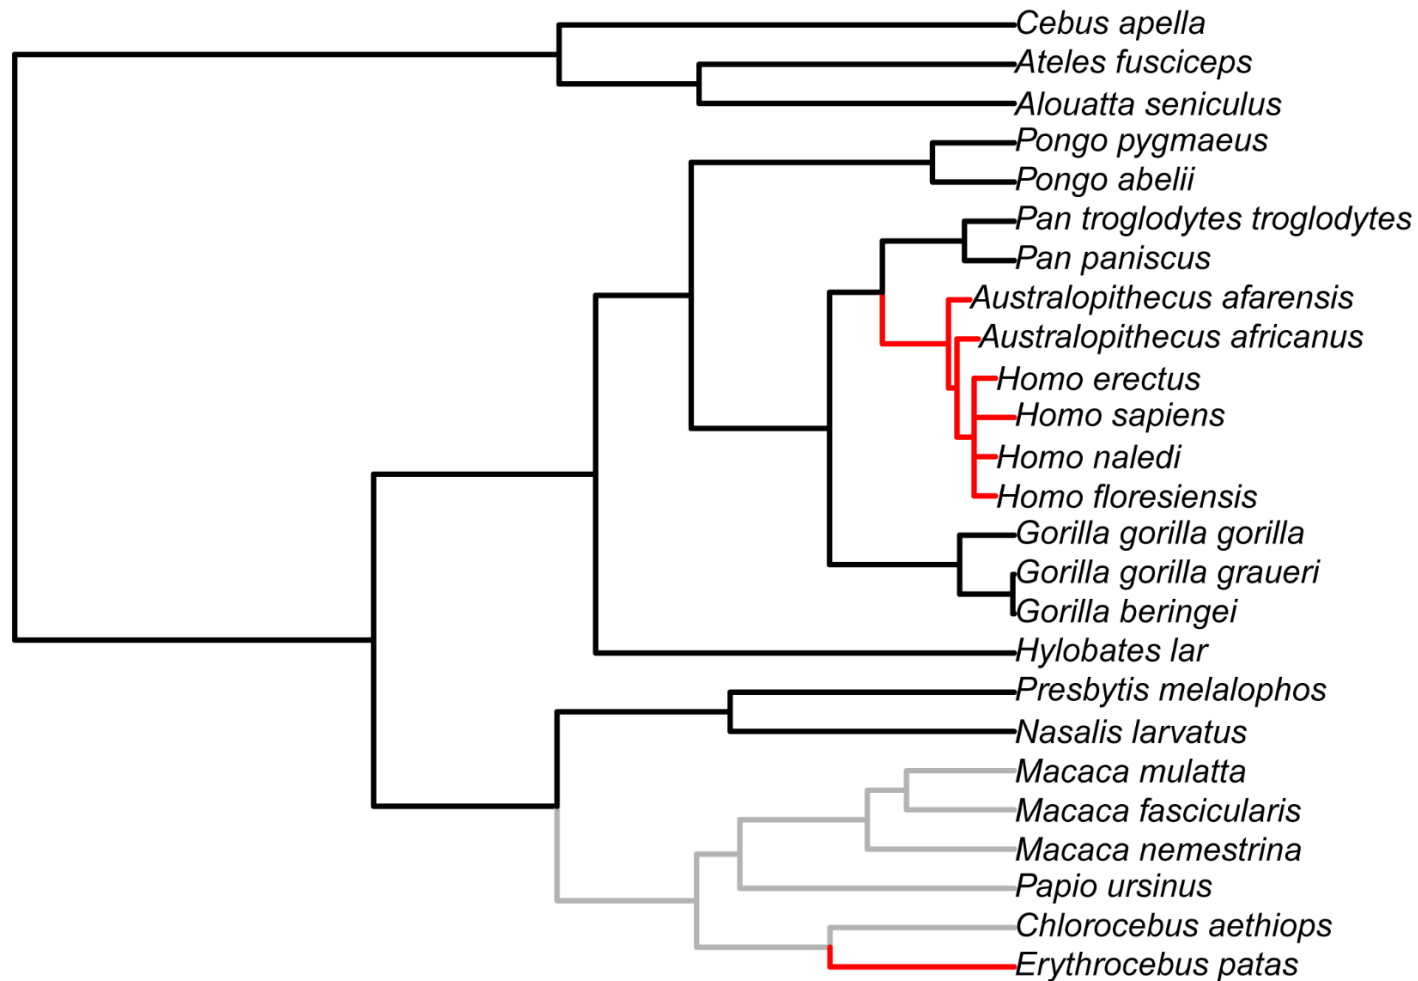 Cebus apella
Ateles fusciceps
Alouatta seniculus
Pongo pygmaeus
Pongo abelii
Pan troglodytes troglodytes
Pan paniscus
Australopithecus afarensis
Australopithecus africanus
Homo erectus
Homo sapiens
Homo naledi
Homo floresiensis
Gorilla gorilla gorilla
Gorilla gorilla graueri
Gorilla beringei
Hylobates lar
Presbytis melalophos
Nasalis larvatus
Macaca mulatta
Macaca fascicularis
Macaca nemestrina
Papio ursinus
Chlorocebus aethiops
Erythrocebus patas